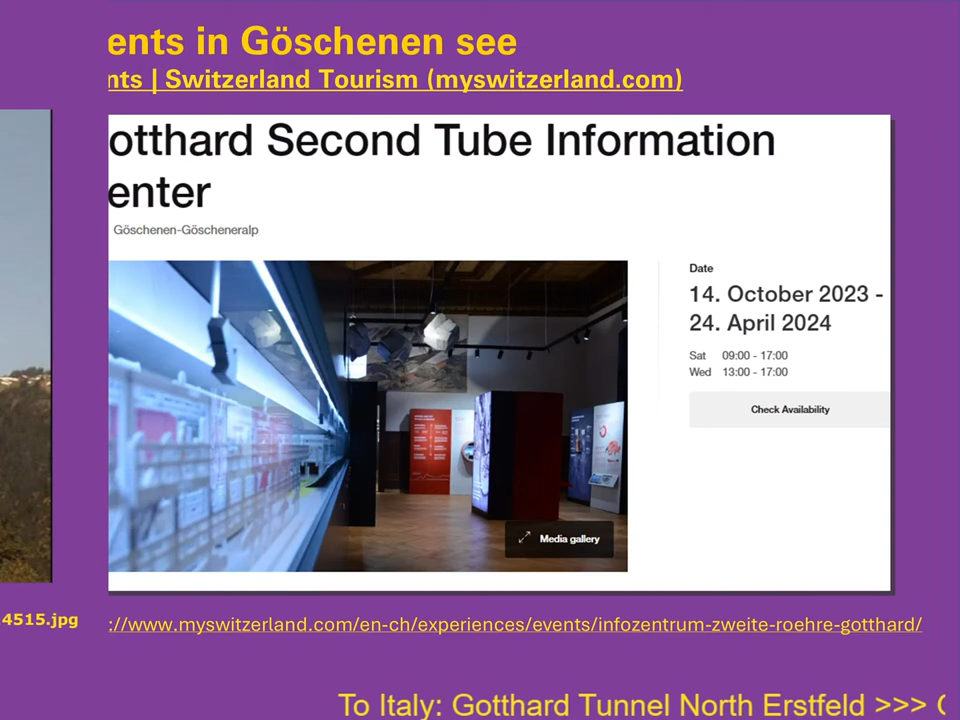 ents in Göschenen see
nts | Switzerland Tourism (myswitzerland.com)
otthard Second Tube Information
enter
Göschenen-Göscheneralp
Date
14. October 2023 -
24. April 2024
Sat 09:00 - 17:00
Wed 13:00 - 17:00
Check Availability
Media gallery
4515.jpg
://www.myswitzerland.com/en-ch/experiences/events/infozentrum-zweite-roehre-gotthard/
To Italy: Gotthard Tunnel North Erstfeld >>>